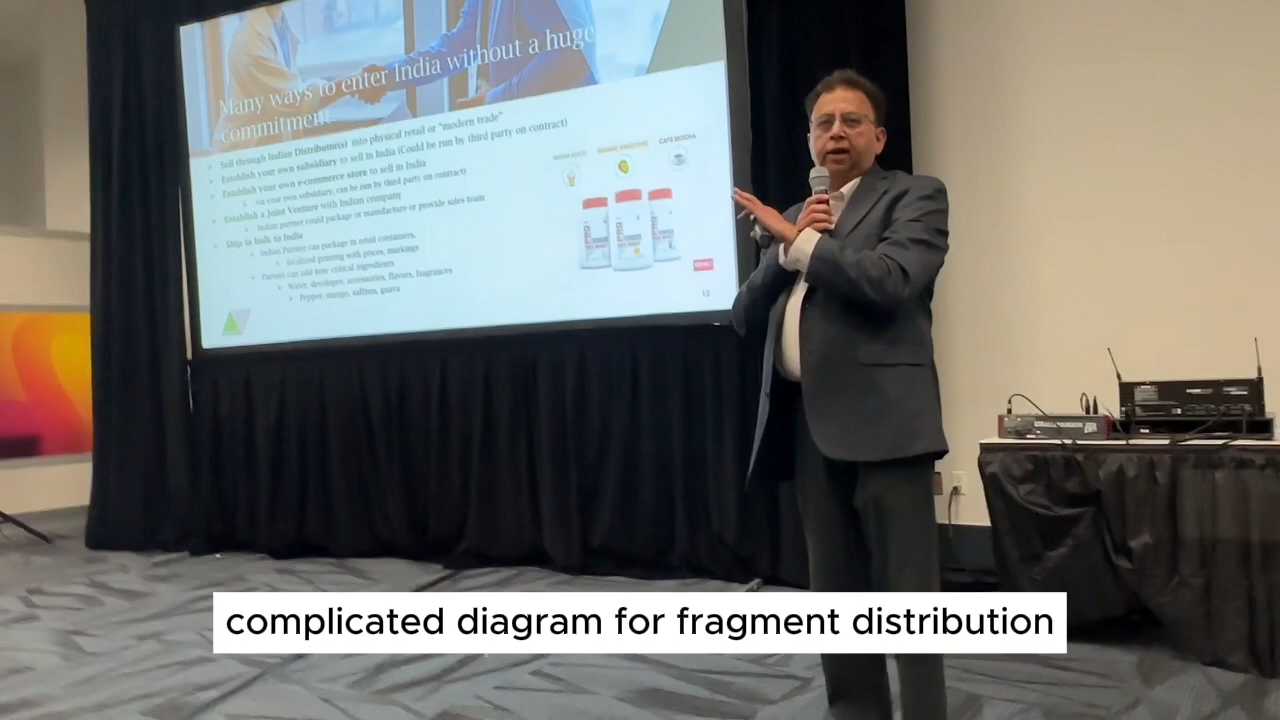 Many ways to enter India without a huge
commitment
Sell through Indian Distributor(s) into physical retail or "modern trade"
Establish your own subsidiary to sell in India (Could be run by third party on contract)
Establish your own e-commerce store to sell in India
via your own subsidiary, can be run by third party on contract)
Establish a Joint Venture with Indian company
Indian partner could package or manufacture or provide sales team
Ship in bulk to India
Indian Partner can package in retail containers,
localized printing with prices, markings
Partner can add non-critical ingredients
Water, developer, accessories, flavors, fragrances
Pepper, mango, saffron, guava
CAFE MOCHA
12
complicated diagram for fragment distribution